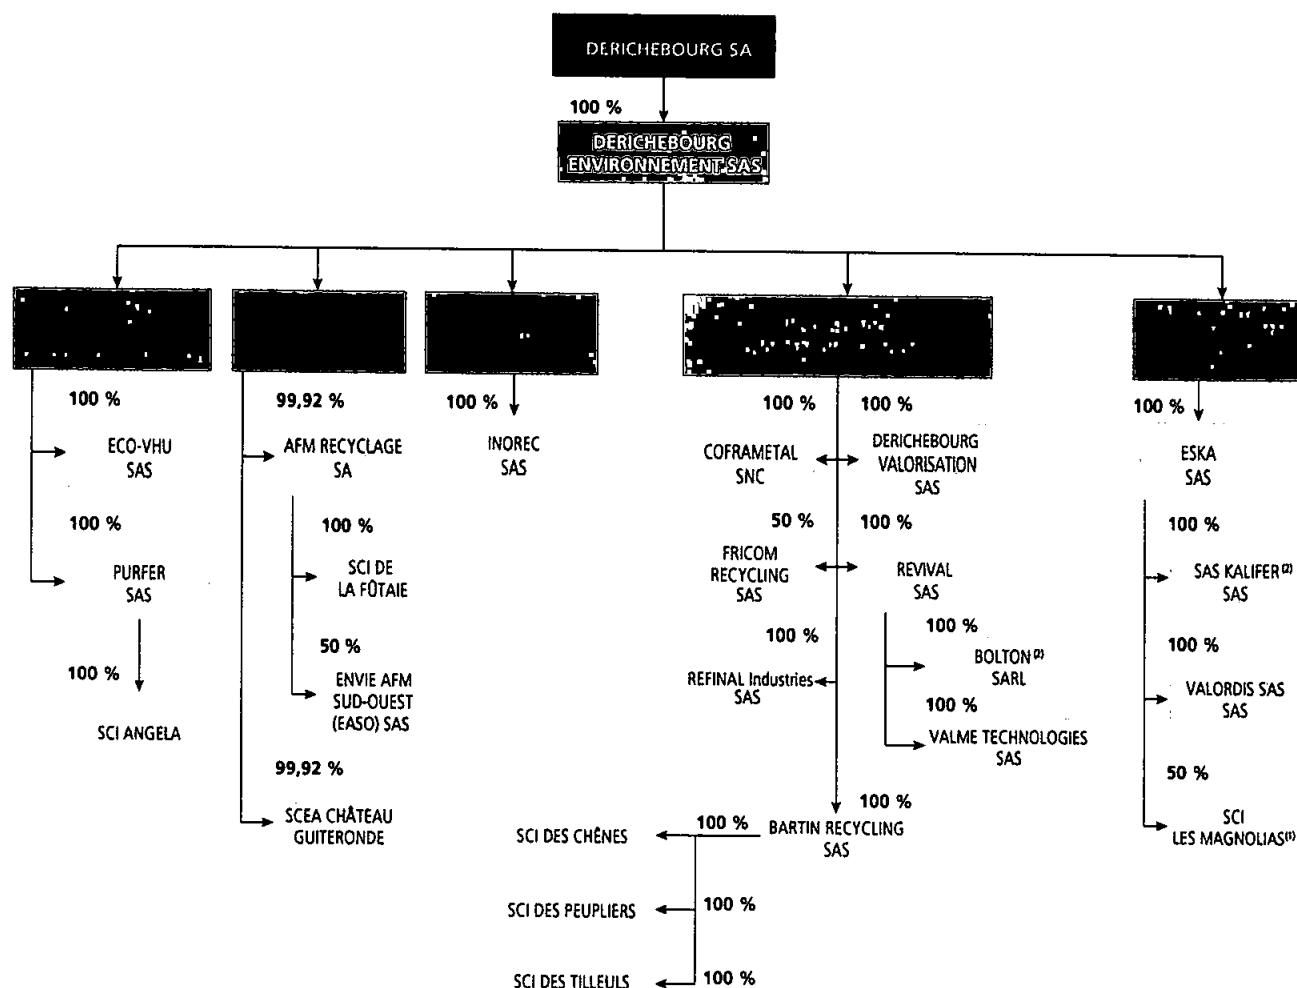 DERICHEBOURG SA
100 %
DERICHEBOURG
ENVIRONNEMENT SAS
100 %
ECO-VHU
SAS
100 %
PURFER
SAS
100 %
SCI ANGELA
99,92 %
AFM RECYCLAGE
SA
100 %
SCI DE
LA FÛTAIE
50 %
ENVIE AFM
SUD-OUEST
(EASO) SAS
99,92 %
SCEA CHÂTEAU
GUITERONDE
100 %
INOREC
SAS
100 %
COFRAMETAL
SNC
100 %
DERICHEBOURG
VALORISATION
SAS
50 %
FRICOM
RECYCLING
SAS
100 %
REVIVAL
SAS
100 %
REFINAL Industries
SAS
100 %
BOLTON (2)
SARL
100 %
VALME TECHNOLOGIES
SAS
100 %
BARTIN RECYCLING
SAS
100 %
SCI DES CHÊNES
100 %
SCI DES PEUPLIERS
100 %
SCI DES TILLEULS
100 %
ESKA
SAS
100 %
SAS KALIFER (2)
SAS
100 %
VALORDIS SAS
SAS
50 %
SCI
LES MAGNOLIAS(1)